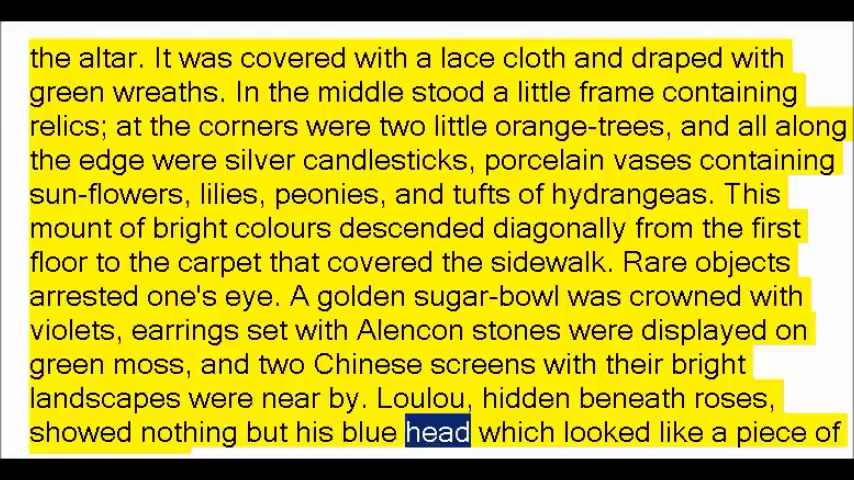 the altar. It was covered with a lace cloth and draped with
green wreaths. In the middle stood a little frame containing
relics; at the corners were two little orange-trees, and all along
the edge were silver candlesticks, porcelain vases containing
sun-flowers, lilies, peonies, and tufts of hydrangeas. This
mount of bright colours descended diagonally from the first
floor to the carpet that covered the sidewalk. Rare objects
arrested one's eye. A golden sugar-bowl was crowned with
violets, earrings set with Alencon stones were displayed on
green moss, and two Chinese screens with their bright
landscapes were near by. Loulou, hidden beneath roses,
showed nothing but his blue head which looked like a piece of